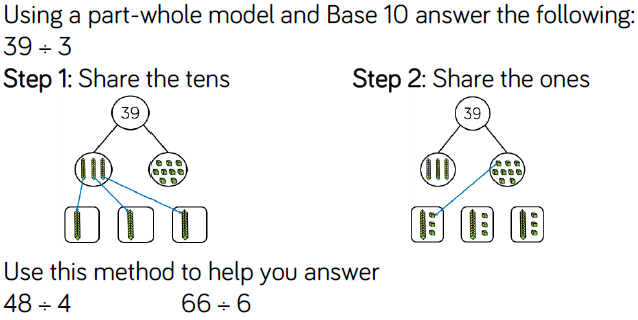 Using a part-whole model and Base 10 answer the following:
39 ÷ 3
Step 1: Share the tens
Step 2: Share the ones
39
39
Use this method to help you answer
48 ÷ 4
66 ÷ 6